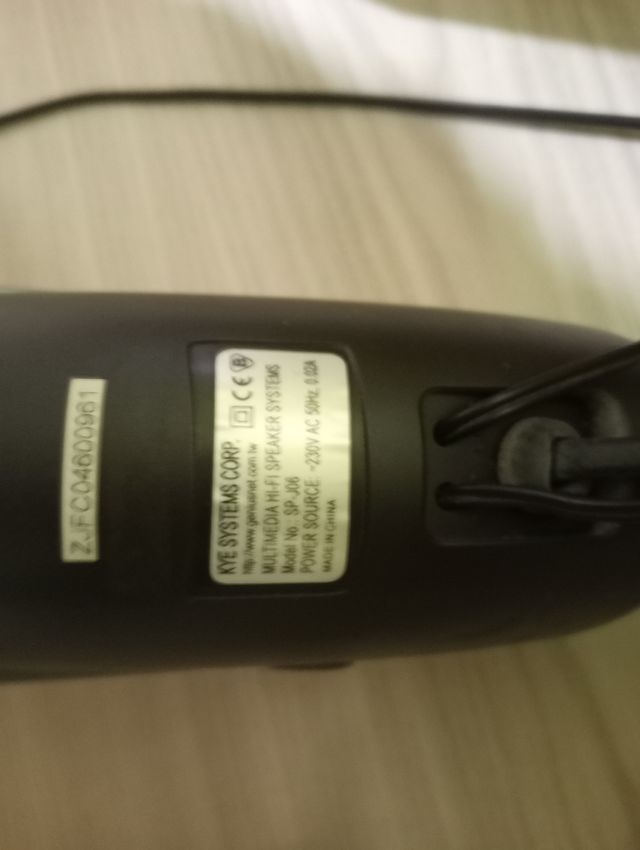 ZJFC04600961
KYE SYSTEMS CORP.
http://www.geniusnet.com.tw
MULTIMEDIA HI-FI SPEAKER SYSTEMS
Model No.: SP-J06
POWER SOURCE: ~230V AC 50Hz, 0.02A
MADE IN CHINA